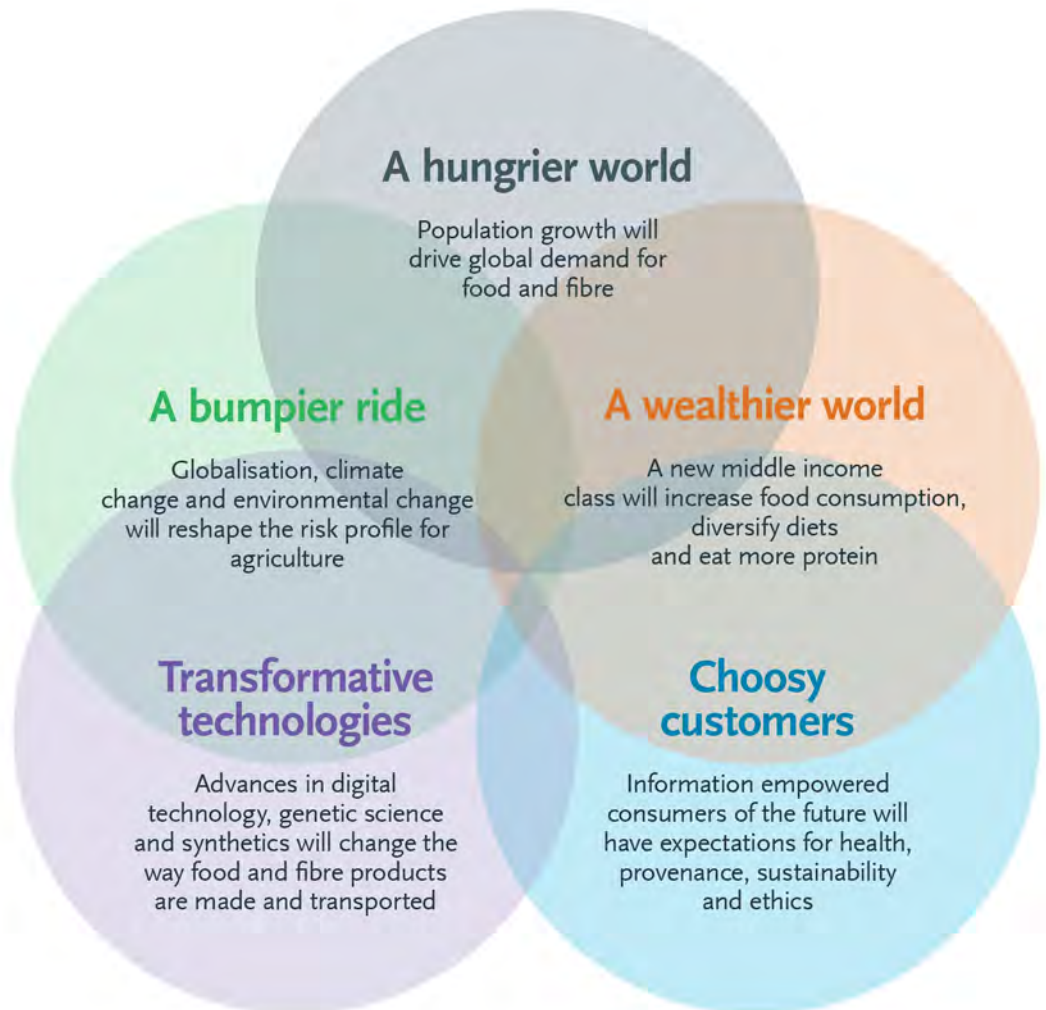 A hungrier world
Population growth will
drive global demand for
food and fibre
A bumpier ride
Globalisation, climate
change and environmental change
will reshape the risk profile for
agriculture
A wealthier world
A new middle income
class will increase food consumption,
diversify diets
and eat more protein
Transformative
technologies
Advances in digital
technology, genetic science
and synthetics will change the
way food and fibre products
are made and transported
Choosy
customers
Information empowered
consumers of the future will
have expectations for health,
provenance, sustainability
and ethics